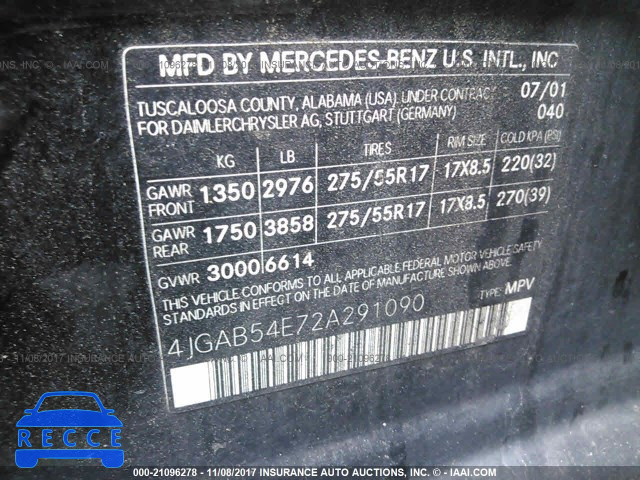 MFD BY MERCEDES-BENZ U.S. INTL., INC
TUSCALOOSA COUNTY, ALABAMA (USA). UNDER CONTRACT 07/01
FOR DAIMLERCHRYSLER AG, STUTTGART (GERMANY) 040
KG LB TIRES RIM SIZE COLD KPA (PSI)
GAWR FRONT 1350 2976 275/55R17 17X8.5 220(32)
GAWR REAR 1750 3858 275/55R17 17X8.5 270(39)
GVWR 3000 6614
THIS VEHICLE CONFORMS TO ALL APPLICABLE FEDERAL MOTOR VEHICLE SAFETY
STANDARDS IN EFFECT ON THE DATE OF MANUFACTURE SHOWN ABOVE.
4JGAB54E72A291090 TYPE: MPV
RECCE
000-21096278 - 11/08/2017 INSURANCE AUTO AUCTIONS, INC. - IAAI.COM